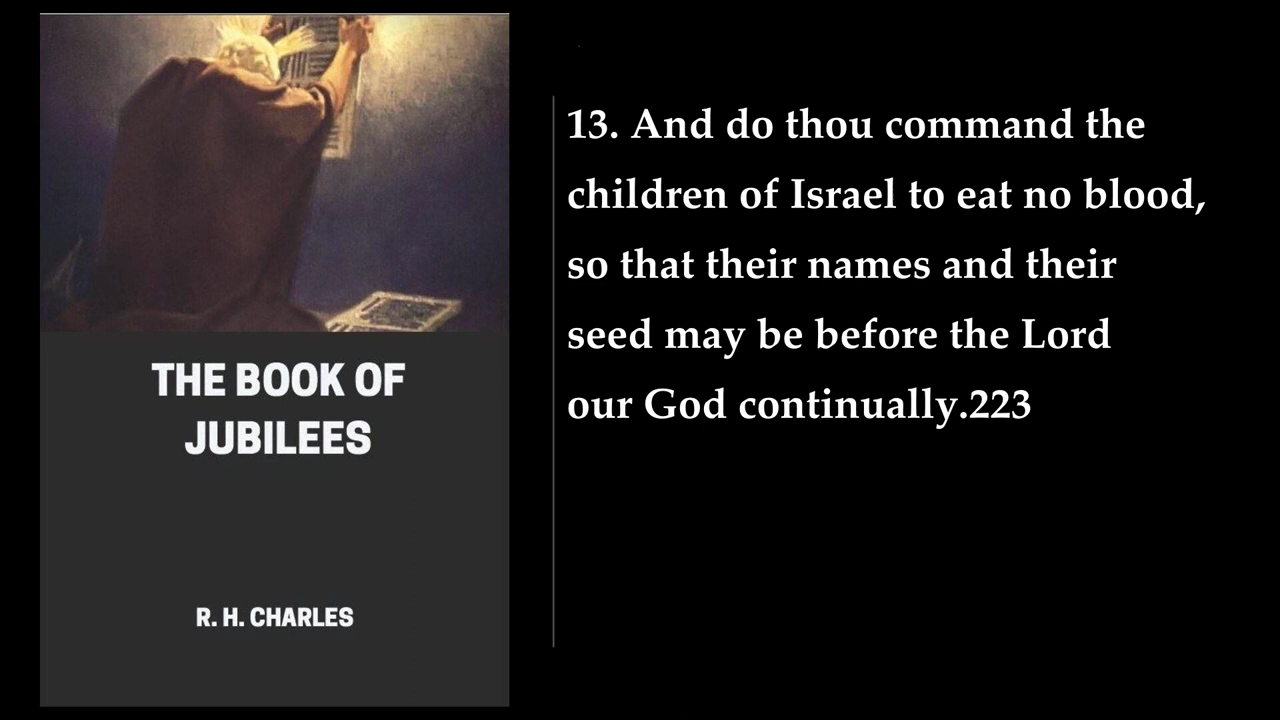 THE BOOK OF
JUBILEES
R. H. CHARLES
13. And do thou command the
children of Israel to eat no blood,
so that their names and their
seed may be before the Lord
our God continually.223